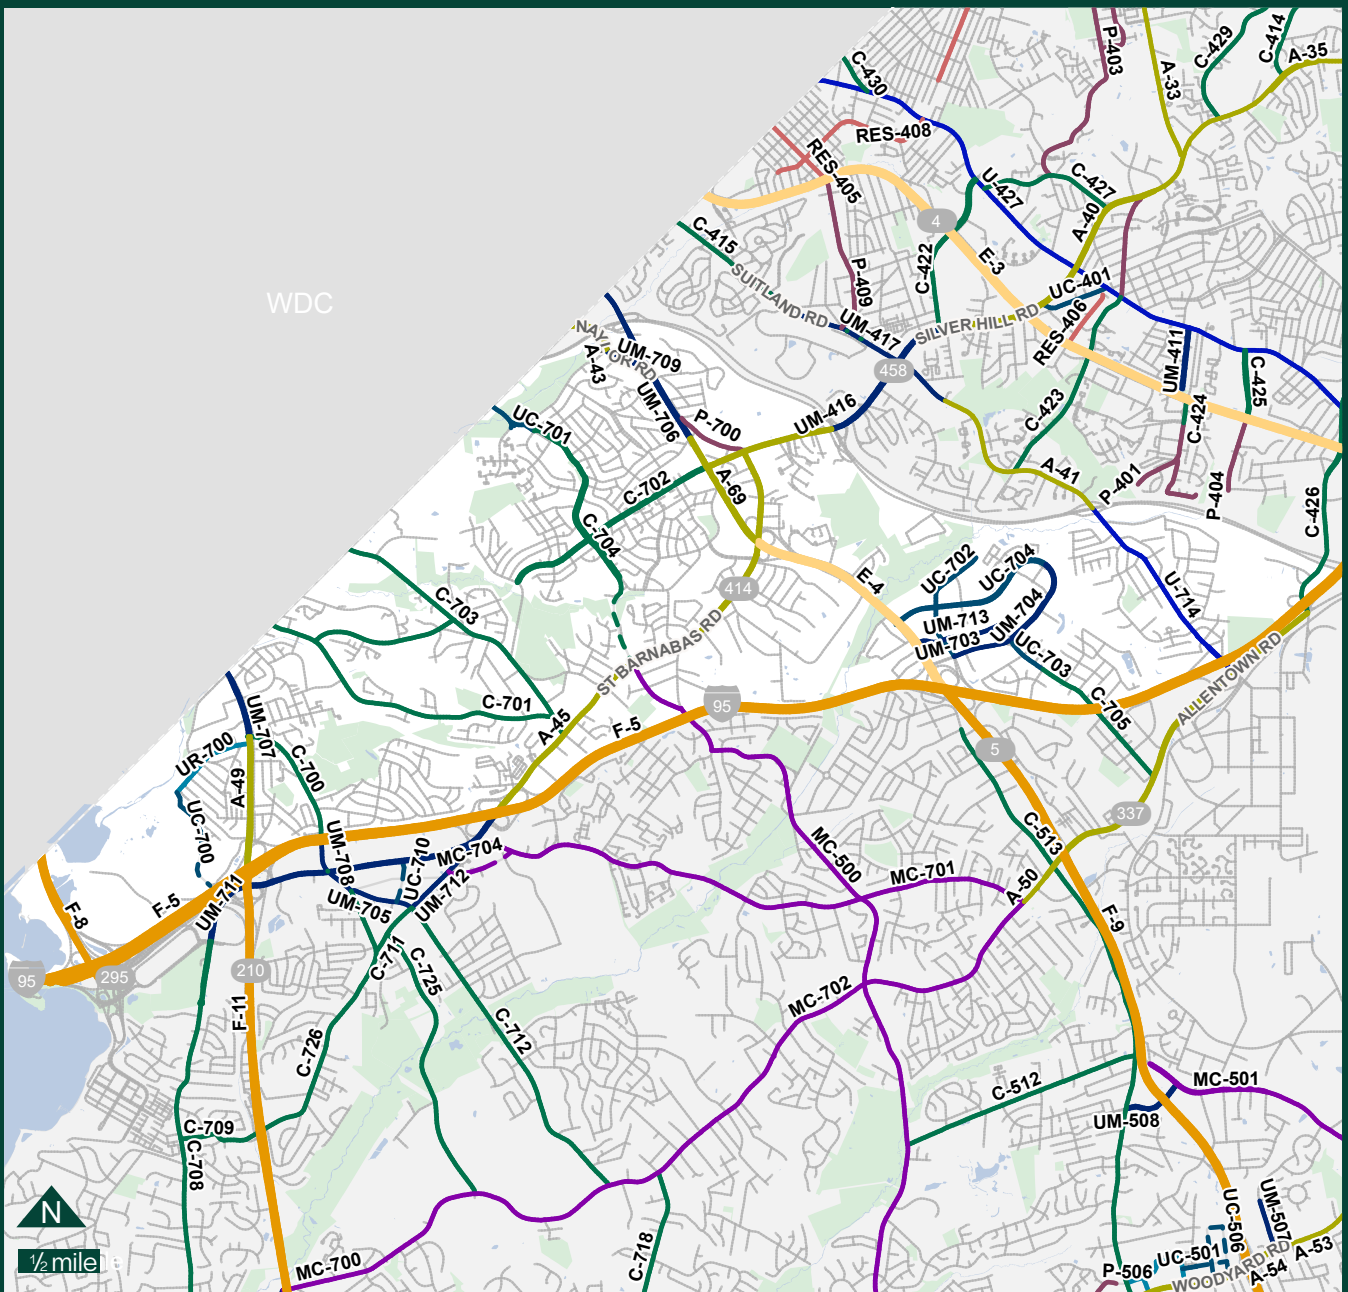 C-429
C-414
P-403
A-35
A-33
C-430
RES-408
RES-405
U-427
C-427
A-40
4
C-415
C-422
E-3
SUITLAND RD
P-409
UC-401
UM-417
SILVER HILL RD
RES-406
WDC
NAYLOR RD
A-43
UM-709
UM-411
458
C-425
UM-706
P-700
UM-416
C-423
C-424
UC-701
A-41
P-401
P-404
C-702
A-69
C-426
C-704
E-4
UC-702
UC-704
U-714
414
C-703
UM-713
UM-704
UM-703
UC-703
ST BARNABAS RD
ALLENTOWN RD
C-701
95
C-705
UM-707
A-45
F-5
5
UR-700
C-700
A-49
337
UC-700
UM-708
UC-710
MC-704
MC-500
C-513
MC-701
A-50
UM-711
UM-705
UM-712
F-8
F-5
F-9
95
295
210
C-711
C-725
MC-702
F-11
C-726
C-712
C-512
MC-501
UM-508
C-709
C-708
N
½ mile
MC-700
C-718
UC-506
UM-507
UC-501
P-506
WOODYARD RD
A-53
A-54